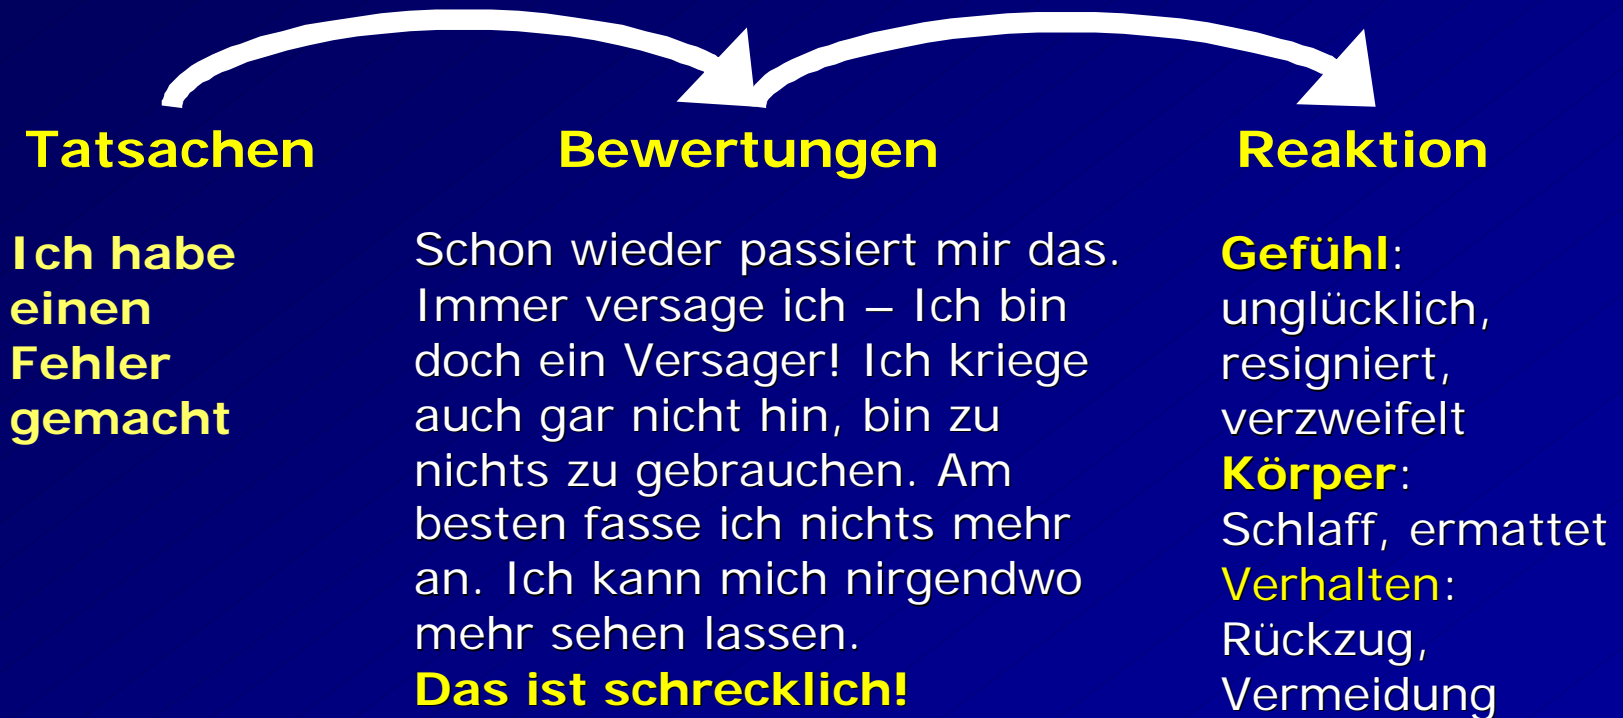 Tatsachen
Bewertungen
Reaktion
Ich habe
einen
Fehler
gemacht
Schon wieder passiert mir das.
Immer versage ich – Ich bin
doch ein Versager! Ich kriege
auch gar nicht hin, bin zu
nichts zu gebrauchen. Am
besten fasse ich nichts mehr
an. Ich kann mich nirgendwo
mehr sehen lassen.
Das ist schrecklich!
Gefühl:
unglücklich,
resigniert,
verzweifelt
Körper:
Schlaff, ermattet
Verhalten:
Rückzug,
Vermeidung